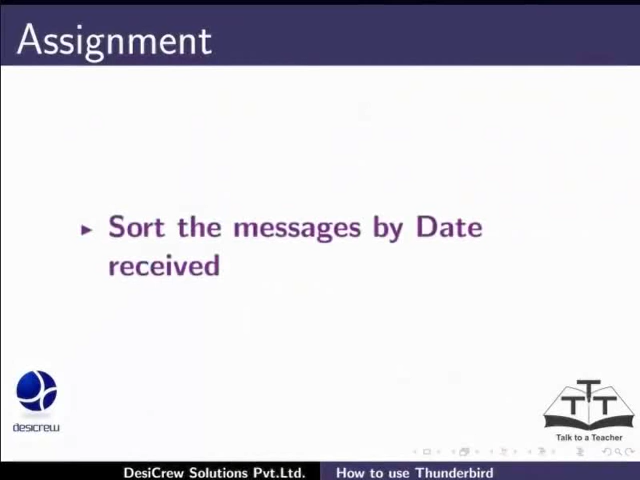 Assignment
Sort the messages by Date
received
desicrew
TTT
Talk to a Teacher
DesiCrew Solutions Pvt.Ltd. How to use Thunderbird